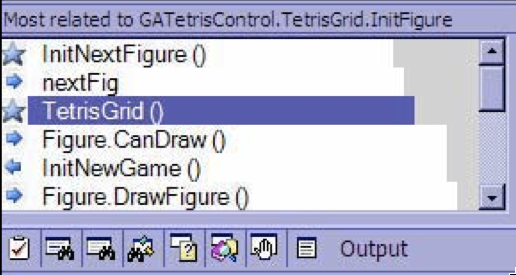 Most related to GATetrisControl.TetrisGrid.InitFigure
InitNextFigure ()
nextFig
TetrisGrid ()
Figure.CanDraw ()
InitNewGame ()
Figure.DrawFigure ()
Output